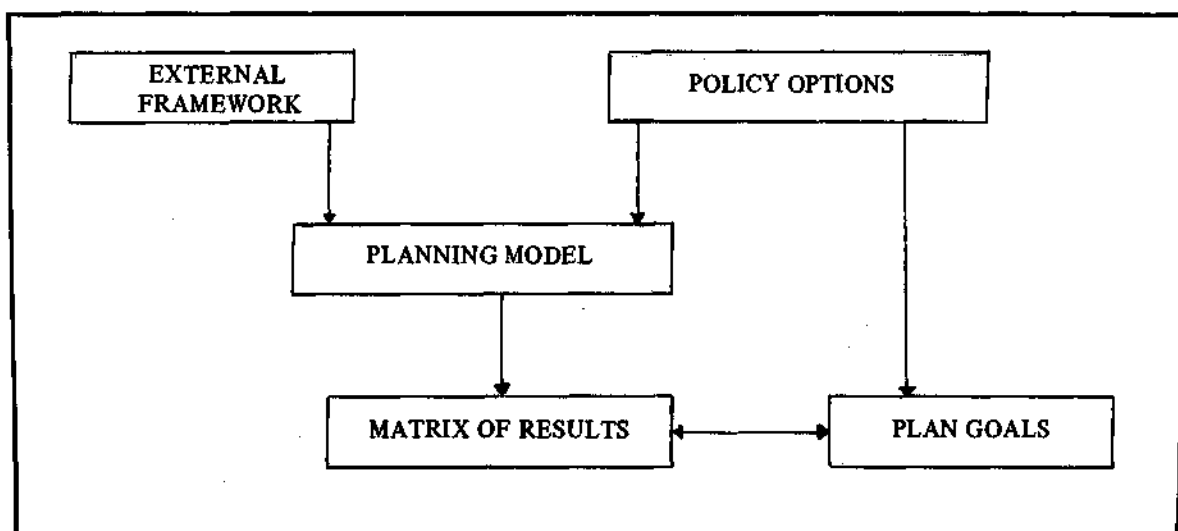 EXTERNAL
FRAMEWORK
POLICY OPTIONS
PLANNING MODEL
MATRIX OF RESULTS
PLAN GOALS